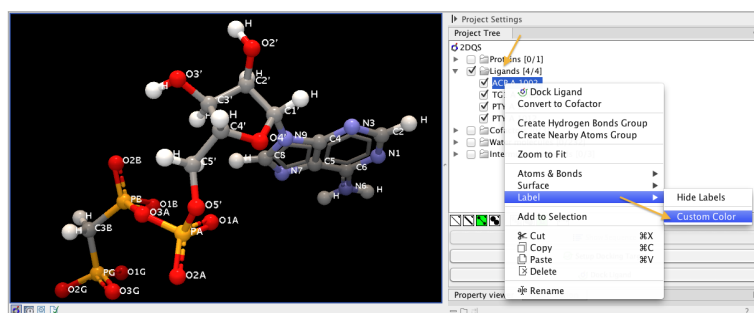 Project Settings
Project Tree
2DQS
Proteins [0/1]
Ligands [4/4]
Dock Ligand
Convert to Cofactor
Create Hydrogen Bonds Group
Create Nearby Atoms Group
Zoom to Fit
Atoms & Bonds
Surface
Label
Hide Labels
Custom Color
Add to Selection
Cut ⌘X
Copy ⌘C
Paste ⌘V
Delete
Rename
Property view
H
O2'
H
O3'
C2'
H
C3'
H
C1'
H
N3
C2
H
C4'
O4'
N9
C4
N1
H
C8
C5
C6
N7
C5'
H
O2B
N6
H
H
PB
O1B
O5'
O3A
O1A
H
C3B
PA
H
PG
O1G
O2A
O2G
O3G